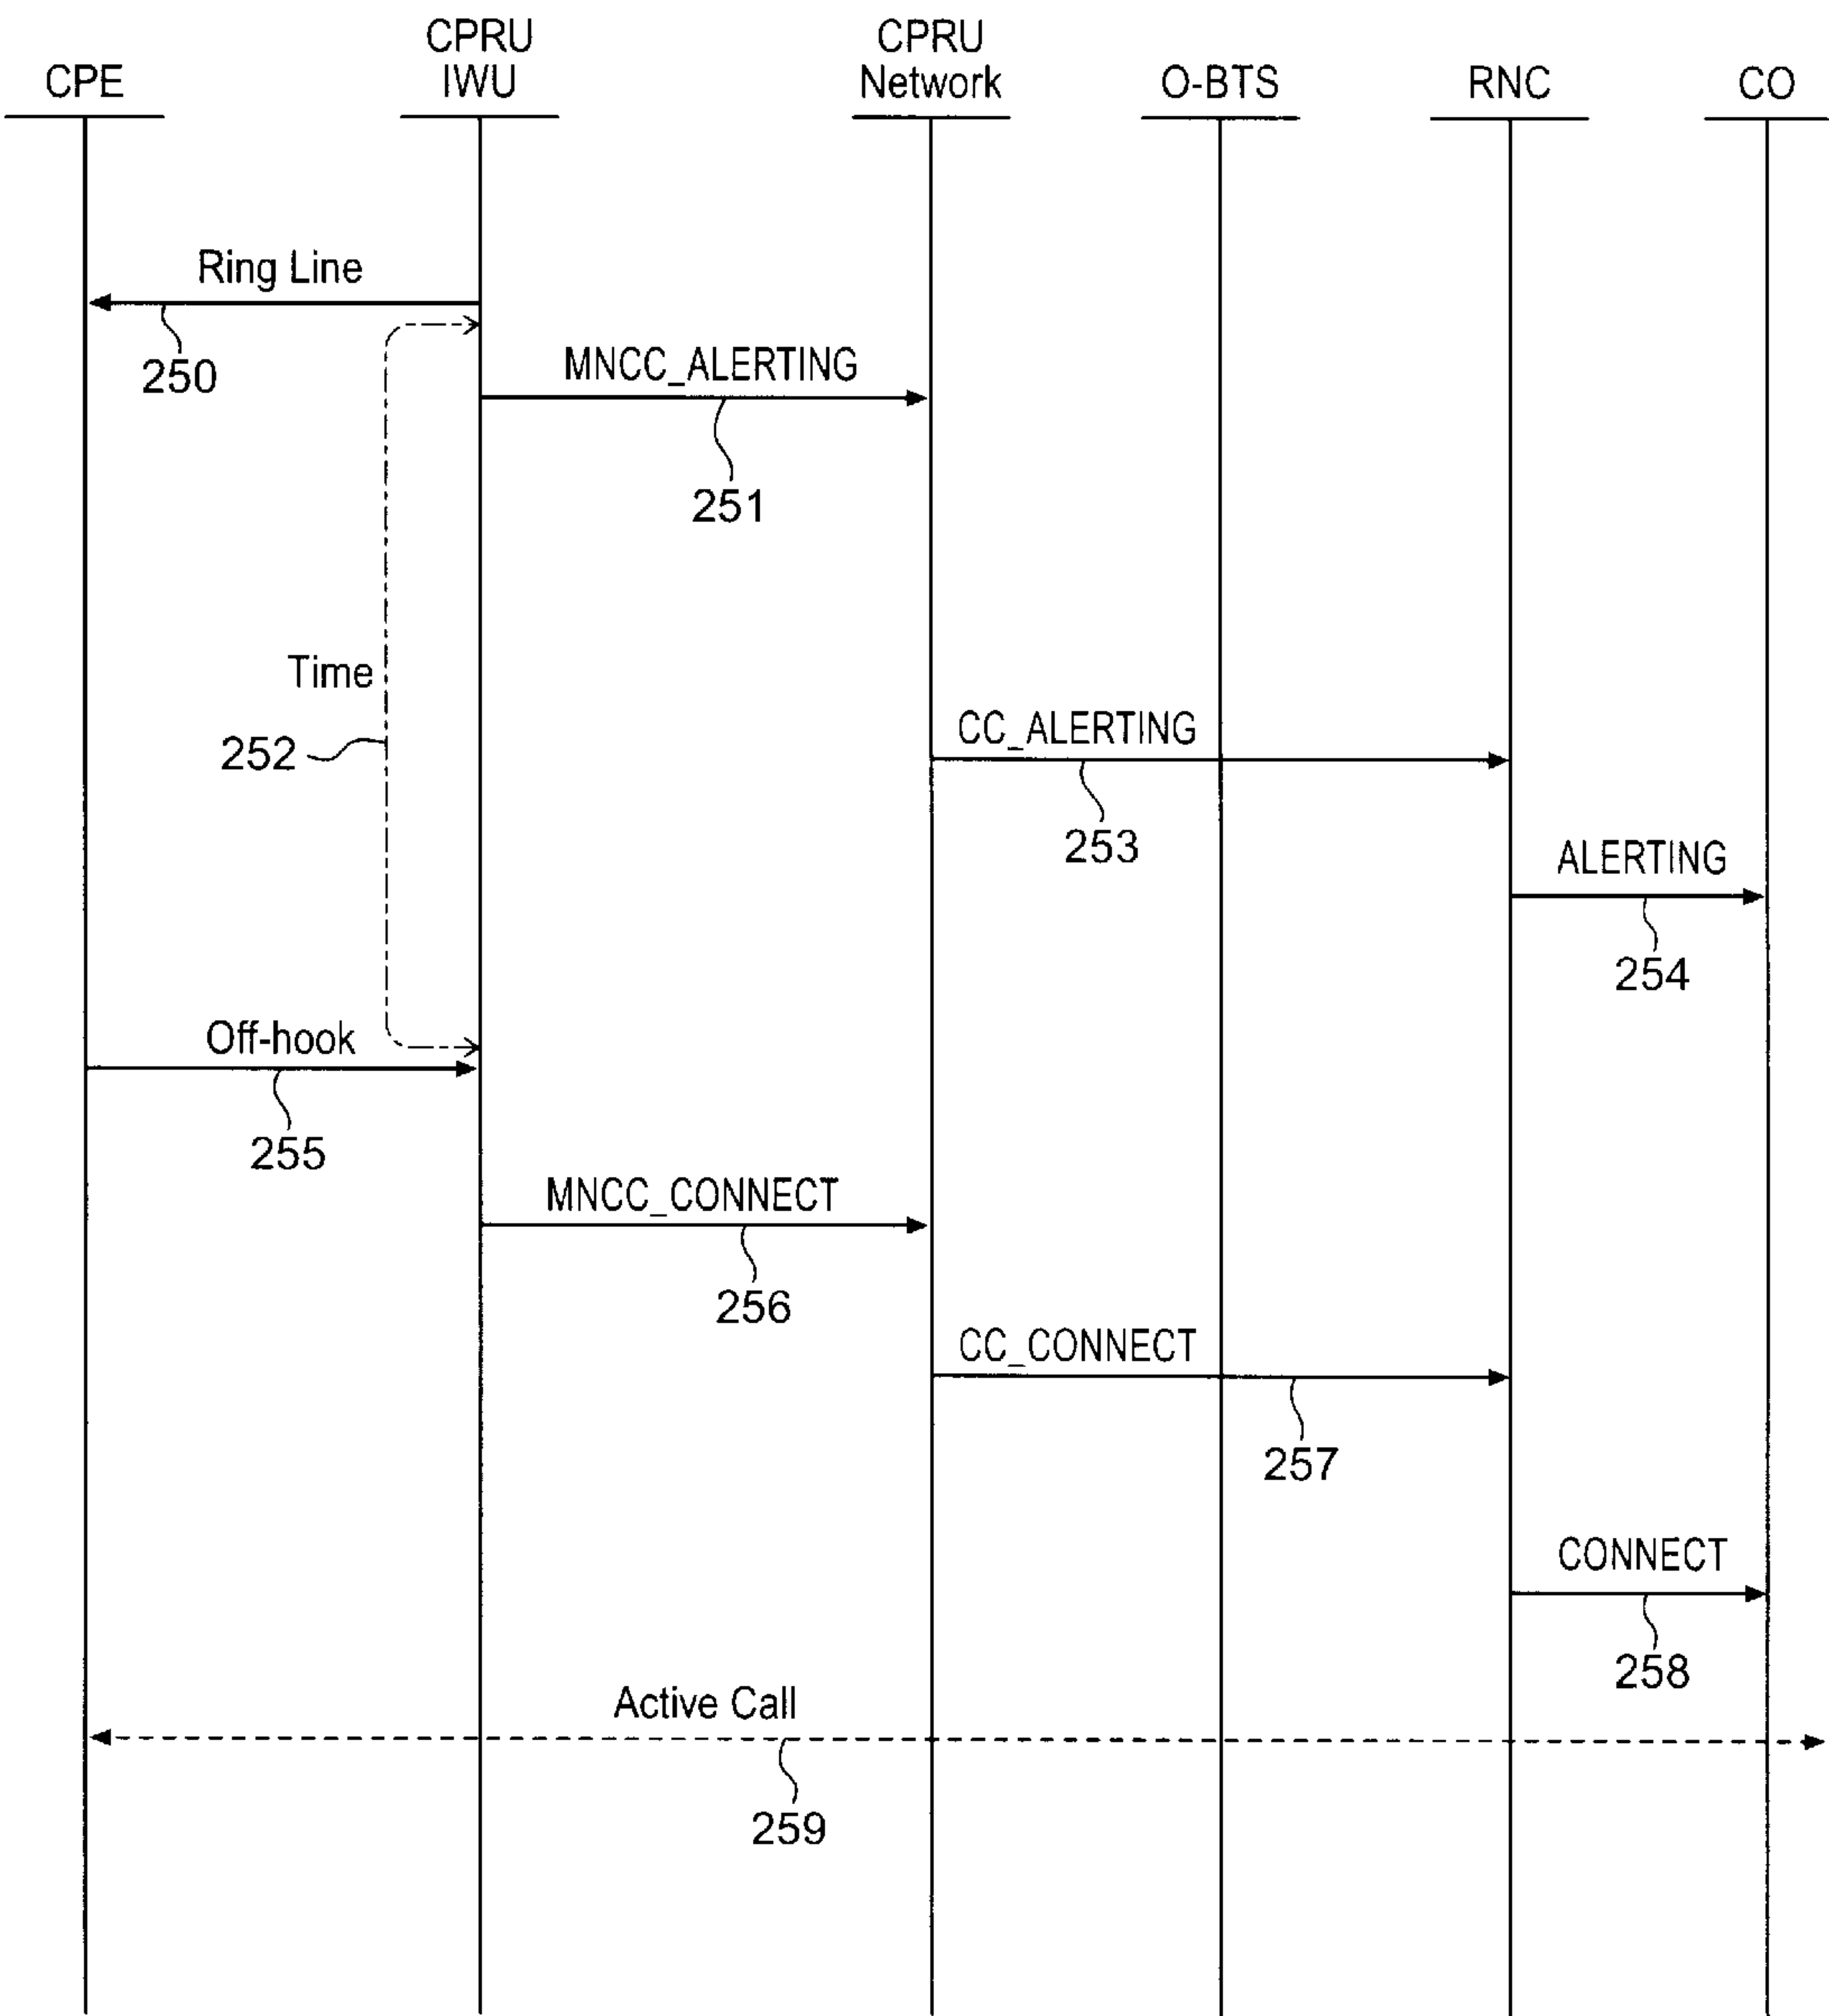 CPE
CPRU
IWU
CPRU
Network
O-BTS
RNC
CO
Ring Line
250
MNCC_ALERTING
251
Time
252
CC_ALERTING
253
ALERTING
254
Off-hook
255
MNCC_CONNECT
256
CC_CONNECT
257
CONNECT
258
Active Call
259